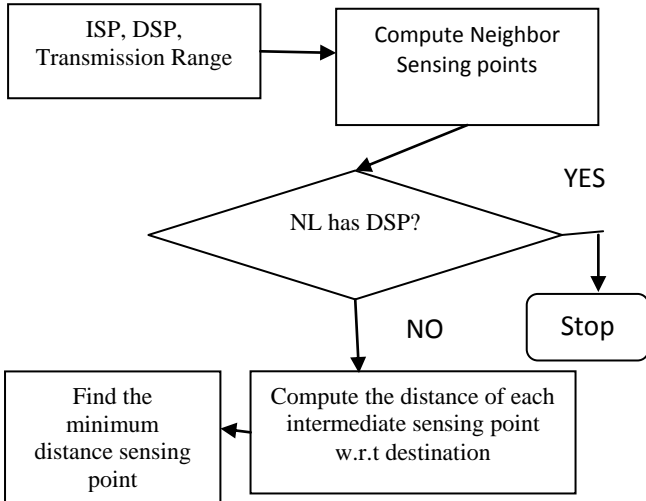 ISP, DSP,
Transmission Range
Compute Neighbor
Sensing points
YES
NL has DSP?
Stop
NO
Compute the distance of each
intermediate sensing point
w.r.t destination
Find the
minimum
distance sensing
point